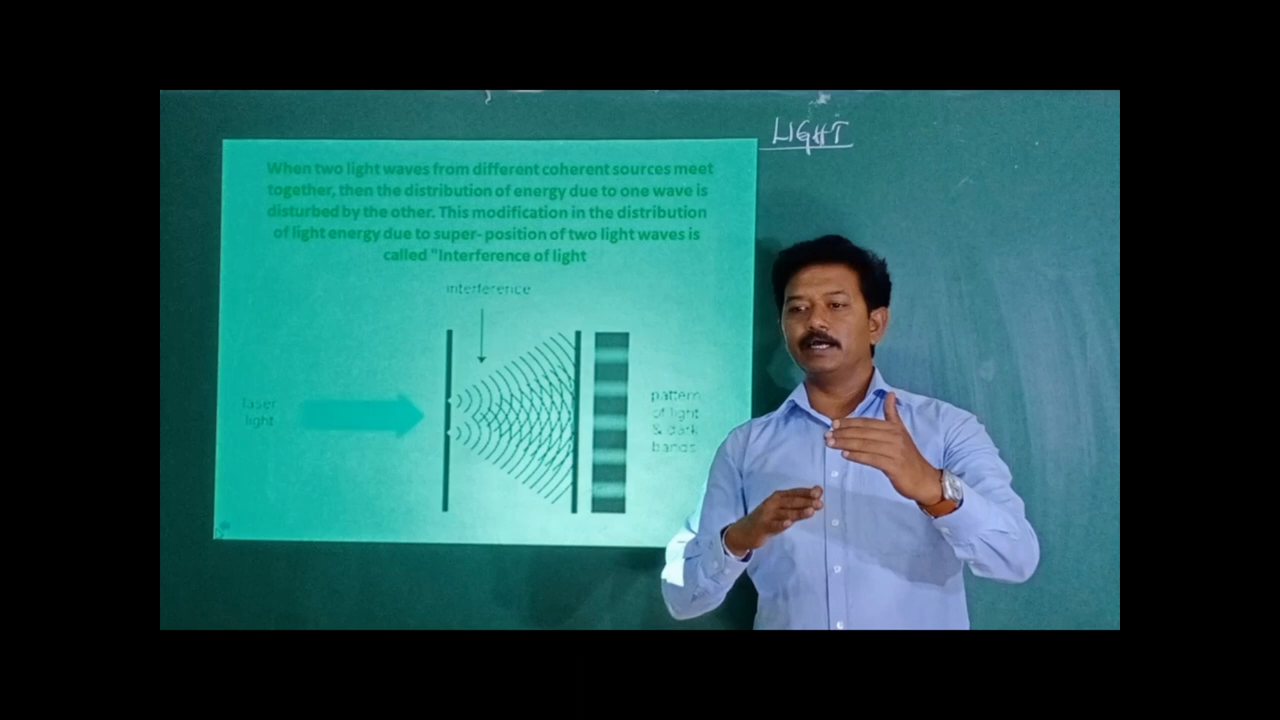 LIGHT
When two light waves from different coherent sources meet
together, then the distribution of energy due to one wave is
disturbed by the other. This modification in the distribution
of light energy due to super- position of two light waves is
called "Interference of light
interference
laser
light
pattern
of light
& dark
bands